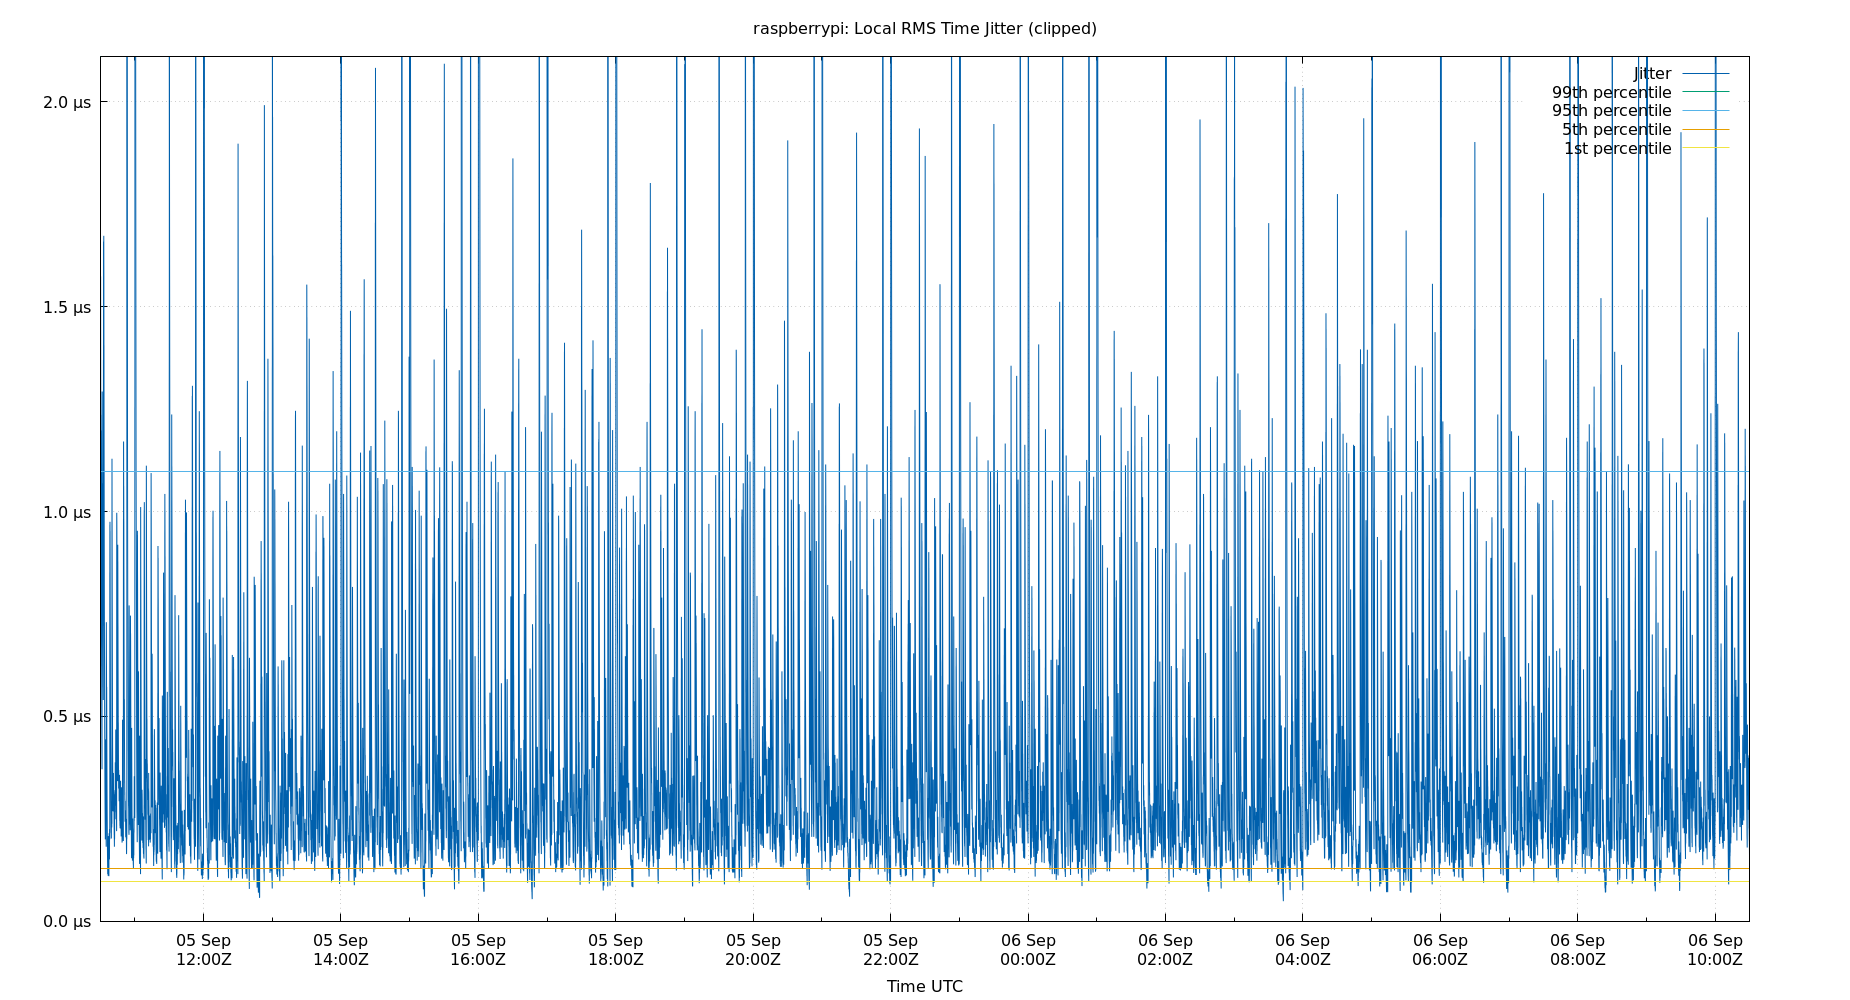 raspberrypi: Local RMS Time Jitter (clipped)
Jitter
99th percentile
95th percentile
5th percentile
1st percentile
2.0 µs
1.5 µs
1.0 µs
0.5 µs
0.0 µs
05 Sep 05 Sep 05 Sep 05 Sep 05 Sep 05 Sep 06 Sep 06 Sep 06 Sep 06 Sep 06 Sep 06 Sep
12:00Z 14:00Z 16:00Z 18:00Z 20:00Z 22:00Z 00:00Z 02:00Z 04:00Z 06:00Z 08:00Z 10:00Z
Time UTC